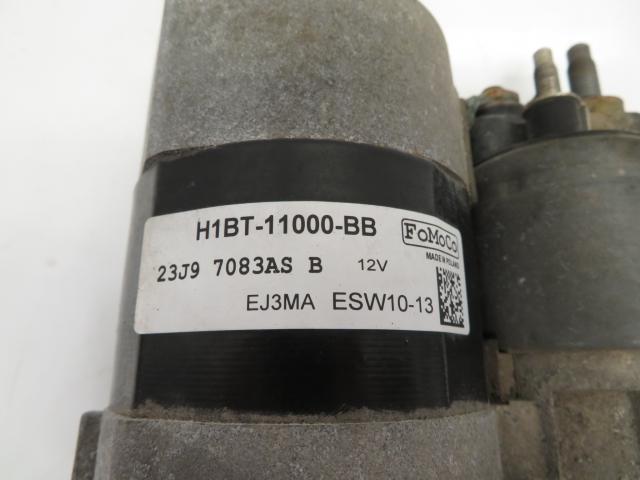 H1BT-11000-BB FoMoCo
MADE IN POLAND
23J9 7083AS B 12V
EJ3MA ESW10-13